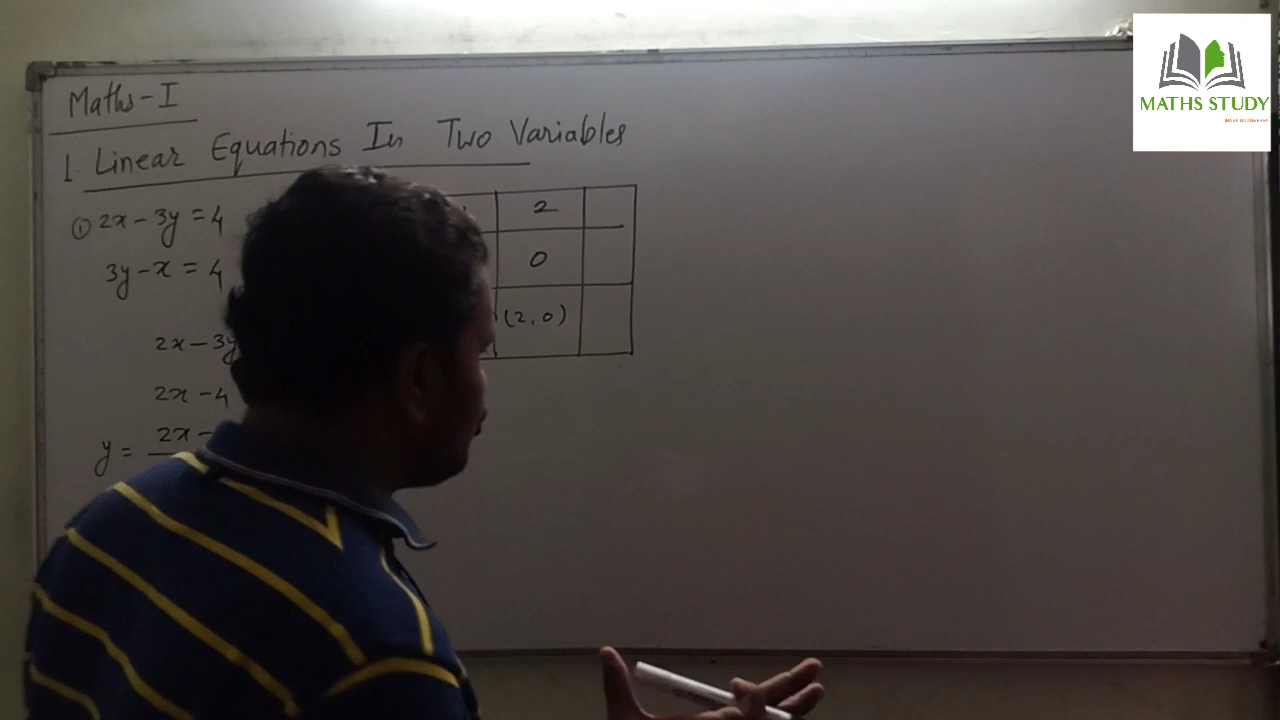 Maths-I
1. Linear Equations In Two Variables
① 2x - 3y = 4
2
3y - x = 4
0
2x - 3y
(2, 0)
2x - 4
y = 2x -
MATHS STUDY